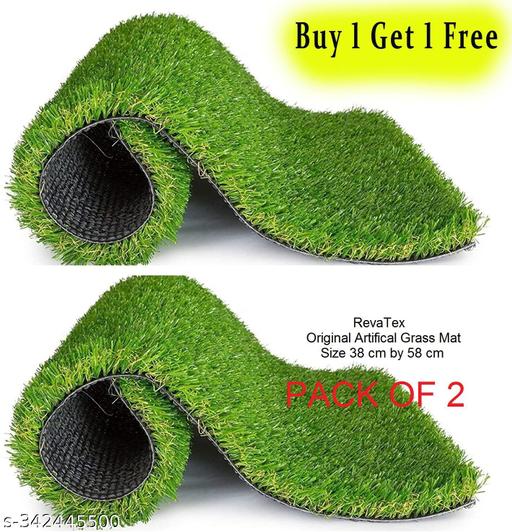 Buy 1 Get 1 Free
RevaTex
Original Artifical Grass Mat
Size 38 cm by 58 cm
PACK OF 2
s-342445500